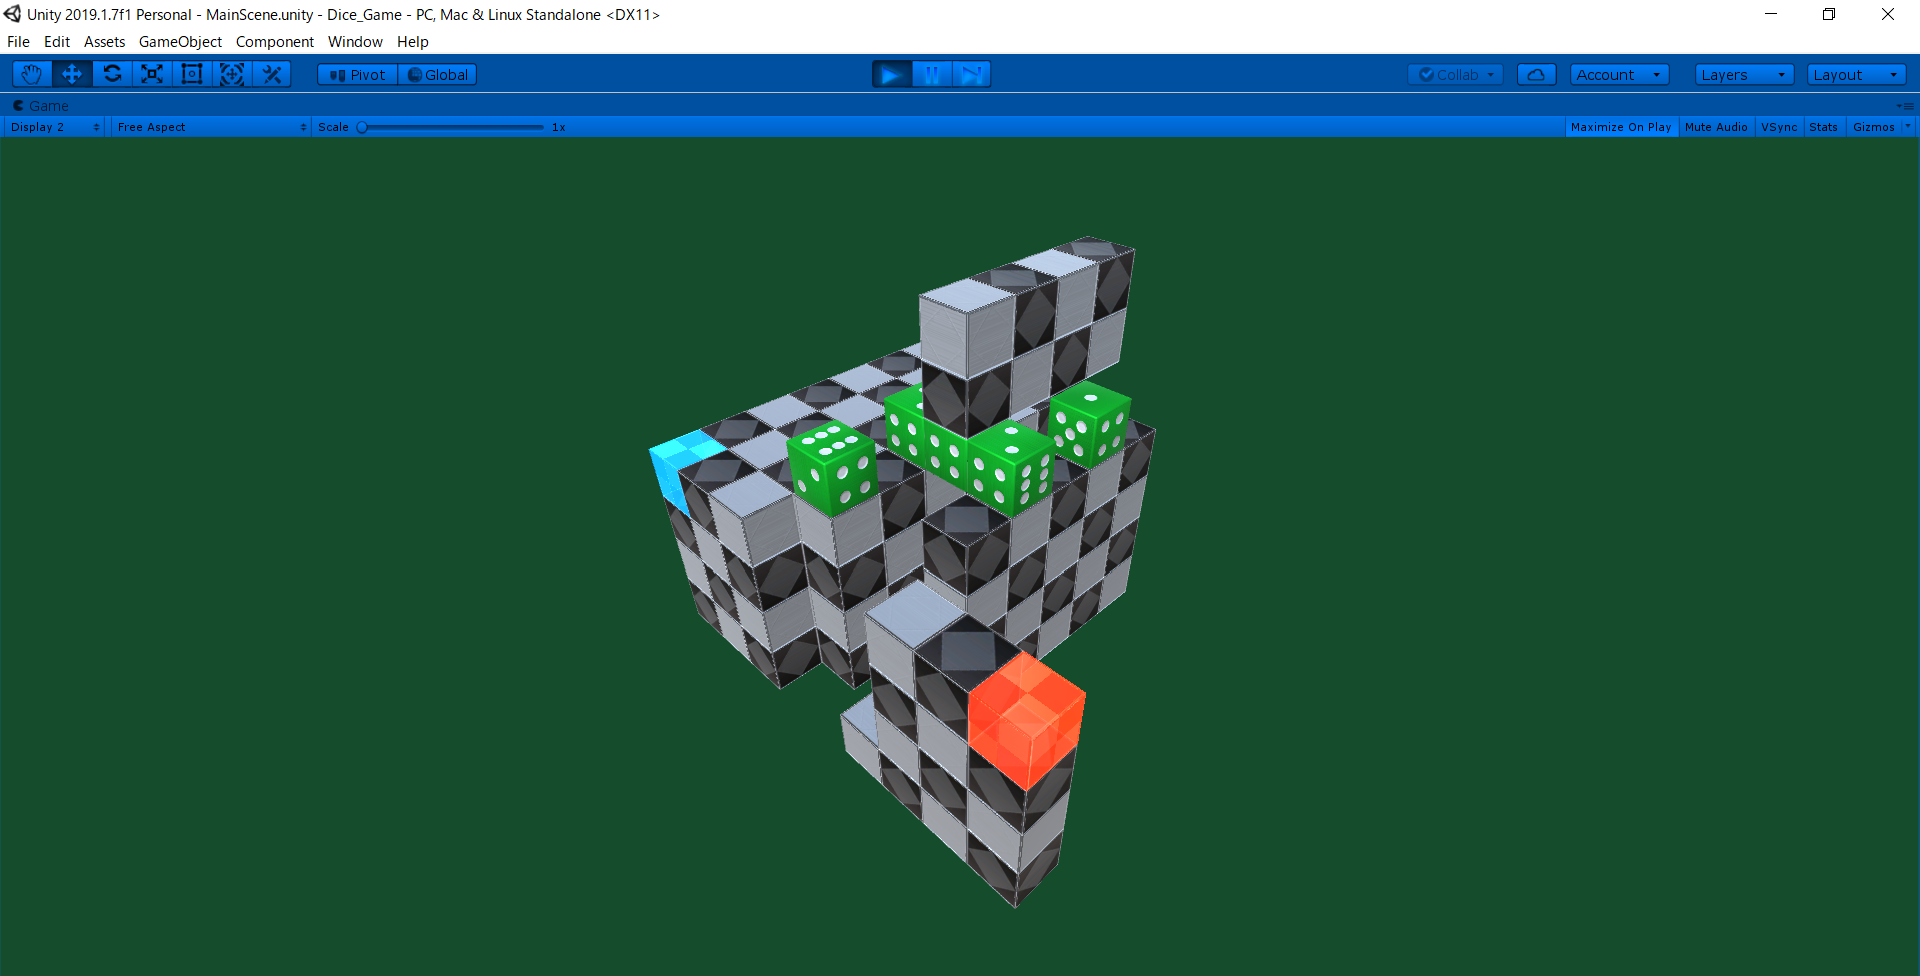 Unity 2019.1.7f1 Personal - MainScene.unity - Dice_Game - PC, Mac & Linux Standalone <DX11>
File Edit Assets GameObject Component Window Help
Pivot Global Collab Account Layers Layout
Game
Display 2 Free Aspect Scale 1x Maximize On Play Mute Audio VSync Stats Gizmos